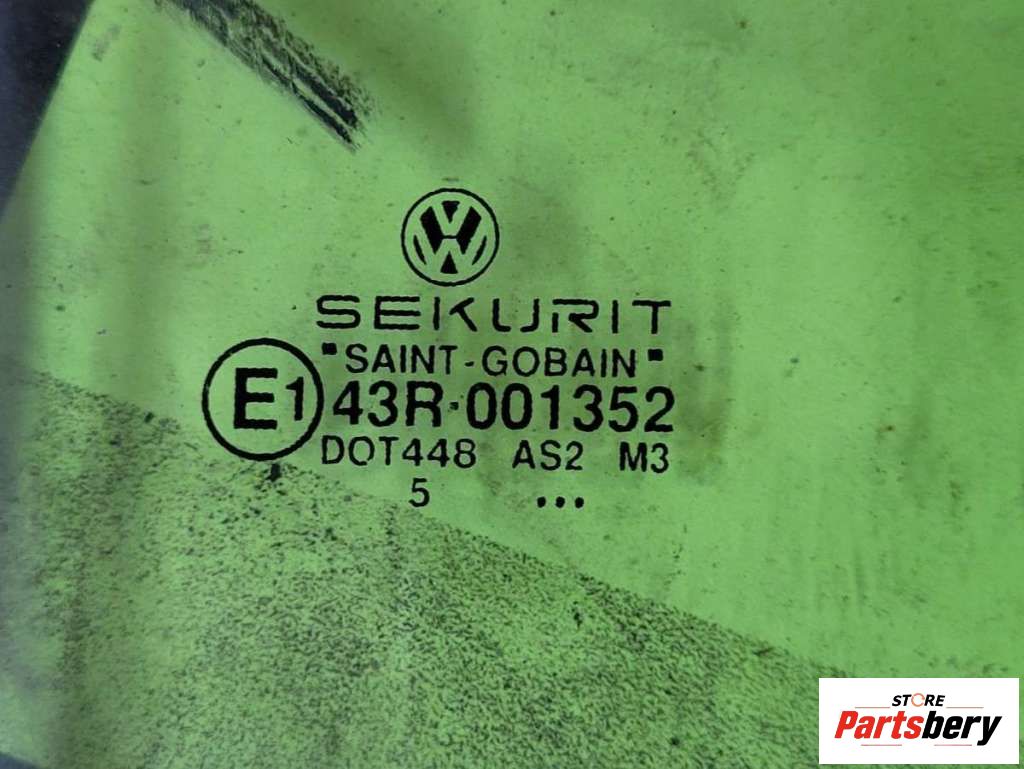 SEKURIT
"SAINT-GOBAIN"
E1 43R-001352
DOT448 AS2 M3
5 ...
STORE
Partsbery